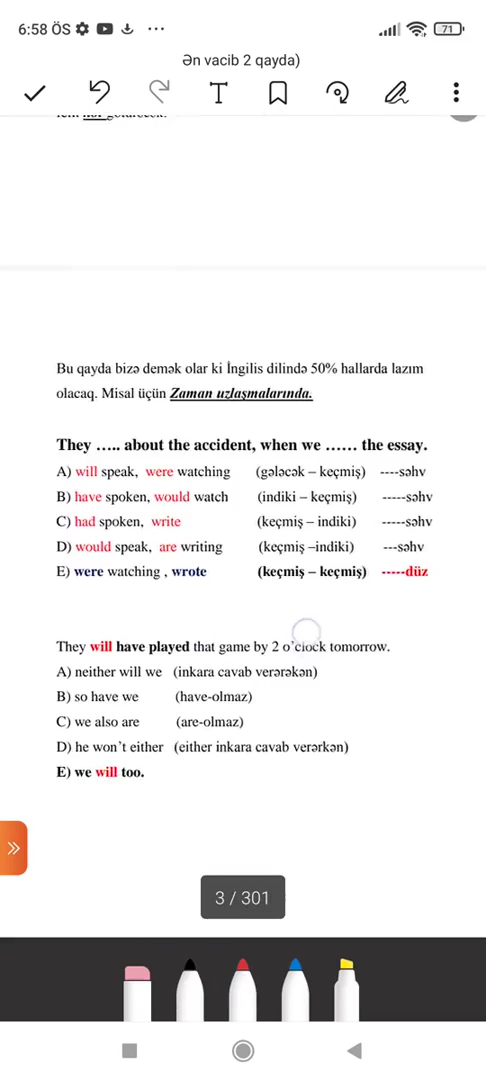 6:58 ÖS
71
Ən vacib 2 qayda)
Bu qayda bizə demək olar ki İngilis dilində 50% hallarda lazım
olacaq. Misal üçün Zaman uzlaşmalarında.
They ….. about the accident, when we …… the essay.
A) will speak, were watching (gələcək – keçmiş) ----səhv
B) have spoken, would watch (indiki – keçmiş) -----səhv
C) had spoken, write (keçmiş – indiki) -----səhv
D) would speak, are writing (keçmiş –indiki) ---səhv
E) were watching , wrote (keçmiş – keçmiş) -----düz
They will have played that game by 2 o’clock tomorrow.
A) neither will we (inkara cavab verərəkən)
B) so have we (have-olmaz)
C) we also are (are-olmaz)
D) he won’t either (either inkara cavab verərkən)
E) we will too.
3 / 301